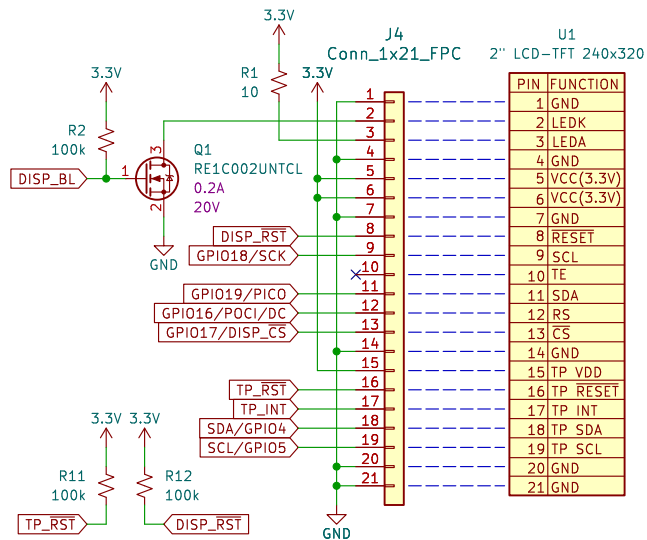 3.3V
J4
U1
Conn_1x21_FPC
2" LCD-TFT 240x320
3.3V
R1
10
3.3V
R2
100k
Q1
RE1C002UNTCL
0.2A
20V
3
1
2
DISP_BL
GND
DISP_RST
GPIO18/SCK
GPIO19/PICO
GPIO16/POCI/DC
GPIO17/DISP_CS
TP_RST
TP_INT
SDA/GPIO4
SCL/GPIO5
1
2
3
4
5
6
7
8
9
10
11
12
13
14
15
16
17
18
19
20
21
GND
PIN FUNCTION
1 GND
2 LEDK
3 LEDA
4 GND
5 VCC(3.3V)
6 VCC(3.3V)
7 GND
8 RESET
9 SCL
10 TE
11 SDA
12 RS
13 CS
14 GND
15 TP VDD
16 TP RESET
17 TP INT
18 TP SDA
19 TP SCL
20 GND
21 GND
3.3V 3.3V
R11
100k
R12
100k
TP_RST
DISP_RST